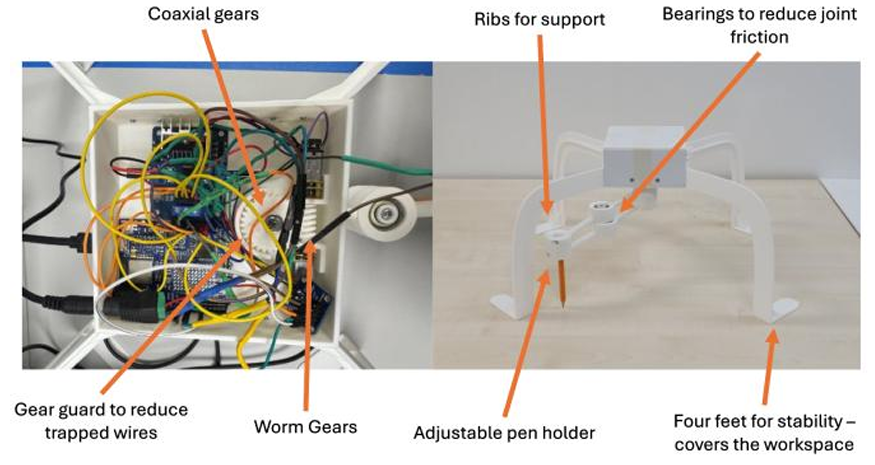 Coaxial gears
Ribs for support
Bearings to reduce joint
friction
Gear guard to reduce
trapped wires
Worm Gears
Adjustable pen holder
Four feet for stability –
covers the workspace